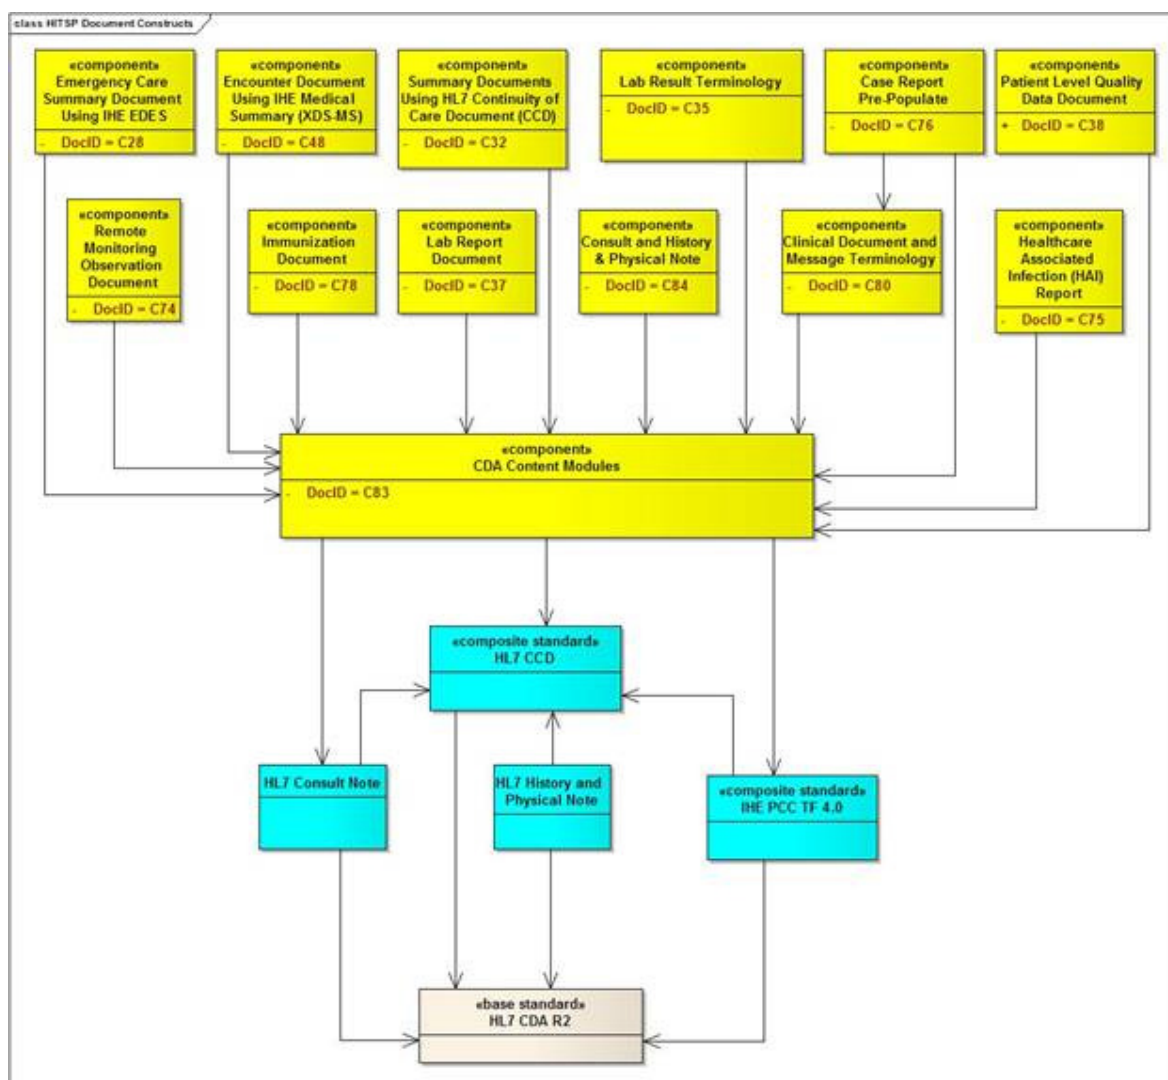 class HITSP Document Constructs
«component»
Emergency Care
Summary Document
Using IHE EDES
- DocID = C28
«component»
Encounter Document
Using IHE Medical
Summary (XDS-MS)
- DocID = C48
«component»
Summary Documents
Using HL7 Continuity of
Care Document (CCD)
- DocID = C32
«component»
Lab Result Terminology
- DocID = C35
«component»
Case Report
Pre-Populate
- DocID = C76
«component»
Patient Level Quality
Data Document
+ DocID = C38
«component»
Remote
Monitoring
Observation
Document
- DocID = C74
«component»
Immunization
Document
- DocID = C78
«component»
Lab Report
Document
- DocID = C37
«component»
Consult and History
& Physical Note
- DocID = C84
«component»
Clinical Document and
Message Terminology
- DocID = C80
«component»
Healthcare
Associated
Infection (HAI)
Report
- DocID = C75
«component»
CDA Content Modules
- DocID = C83
«composite standard»
HL7 CCD
HL7 Consult Note
HL7 History and
Physical Note
«composite standard»
IHE PCC TF 4.0
«base standard»
HL7 CDA R2